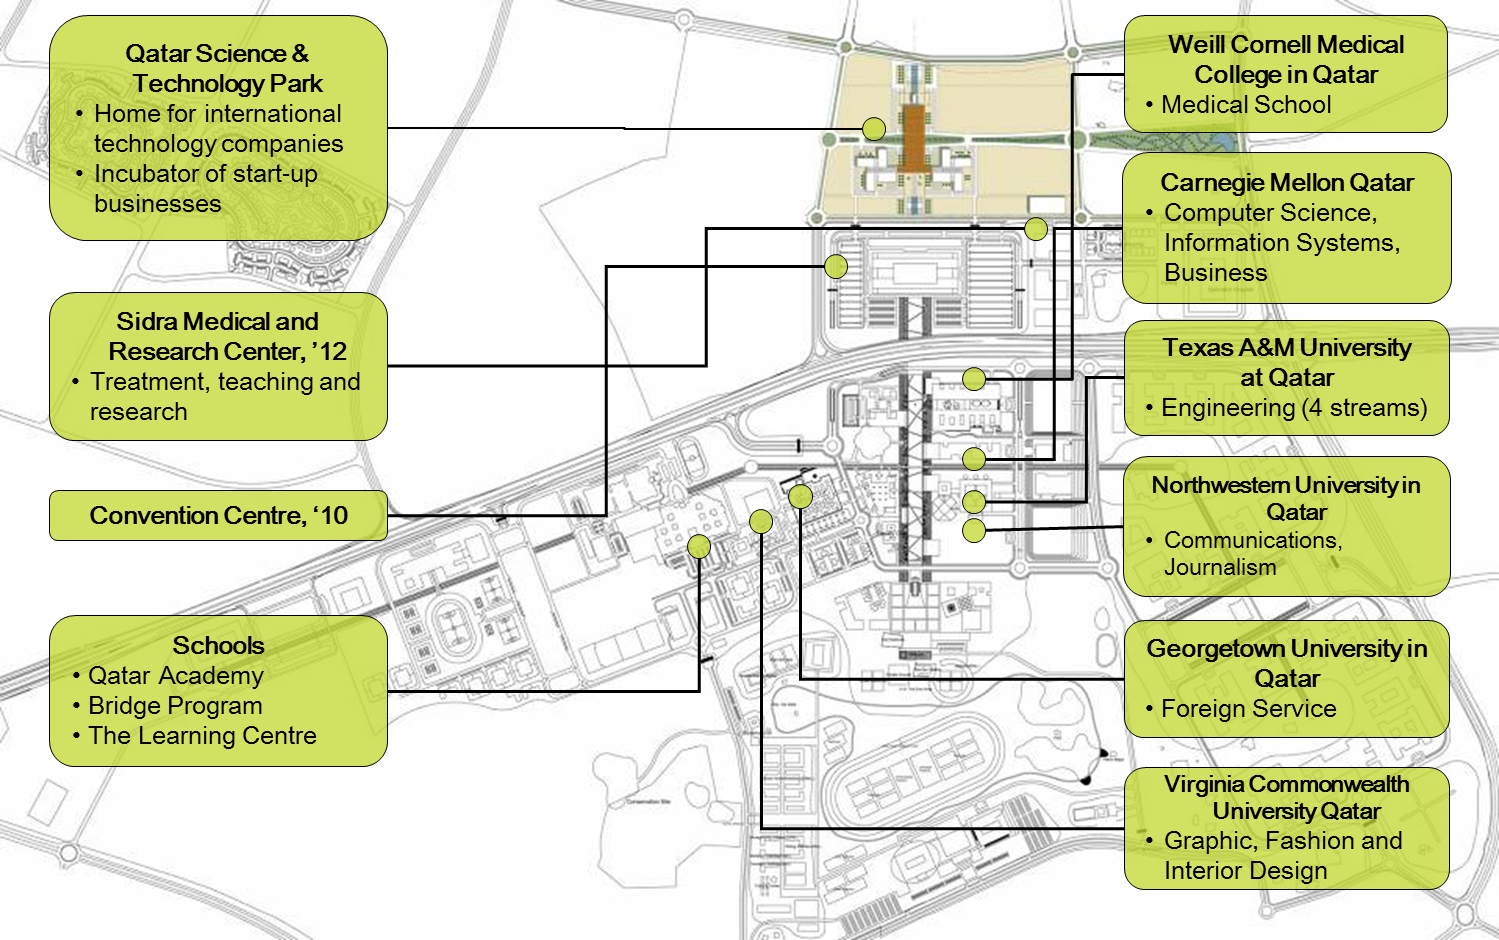 Qatar Science &
Technology Park
• Home for international
technology companies
• Incubator of start-up
businesses
Sidra Medical and
Research Center, ’12
• Treatment, teaching and
research
Convention Centre, ‘10
Schools
• Qatar Academy
• Bridge Program
• The Learning Centre
Weill Cornell Medical
College in Qatar
• Medical School
Carnegie Mellon Qatar
• Computer Science,
Information Systems,
Business
Texas A&M University
at Qatar
• Engineering (4 streams)
Northwestern University in
Qatar
• Communications,
Journalism
Georgetown University in
Qatar
• Foreign Service
Virginia Commonwealth
University Qatar
• Graphic, Fashion and
Interior Design
Conservation Site